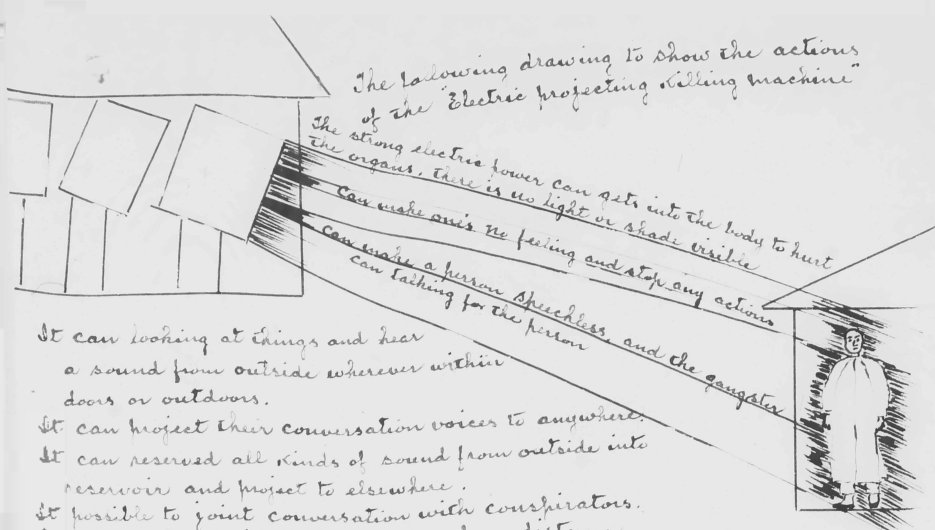 The following drawing to show the actions
of the "Electric projecting Killing machine"
The strong electric power can gets into the body to hurt
the organs, there is no light or shade visible
Can make one's no feeling and stop any actions
Can make a person speechless, and the gangster
can talking for the person
It can looking at things and hear
a sound from outside wherever within
doors or outdoors.
It can project their conversation voices to anywhere.
It can reserved all kinds of sound from outside into
reservoir and project to elsewhere.
It possible to joint conversation with conspirators.